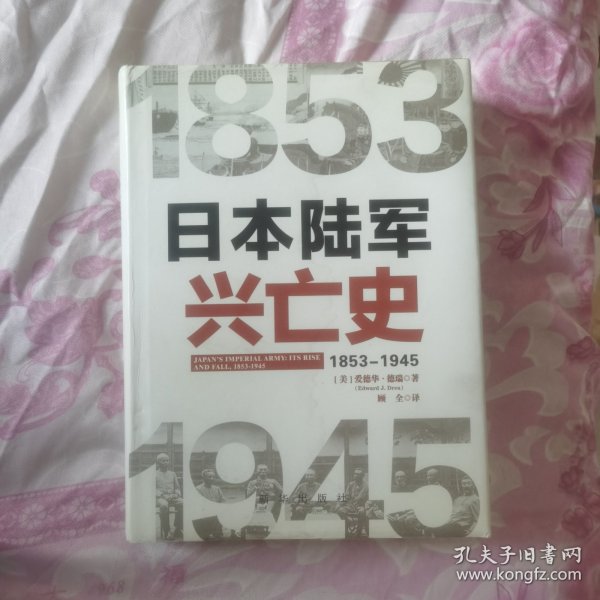 1853
日本陆军
兴亡史
JAPAN'S IMPERIAL ARMY: ITS RISE
AND FALL, 1853-1945
1853-1945
[美]爱德华·德瑞◎著
(Edward J. Drea)
顾 全◎译
1945
新华出版社
孔夫子旧书网
www.kongfz.com